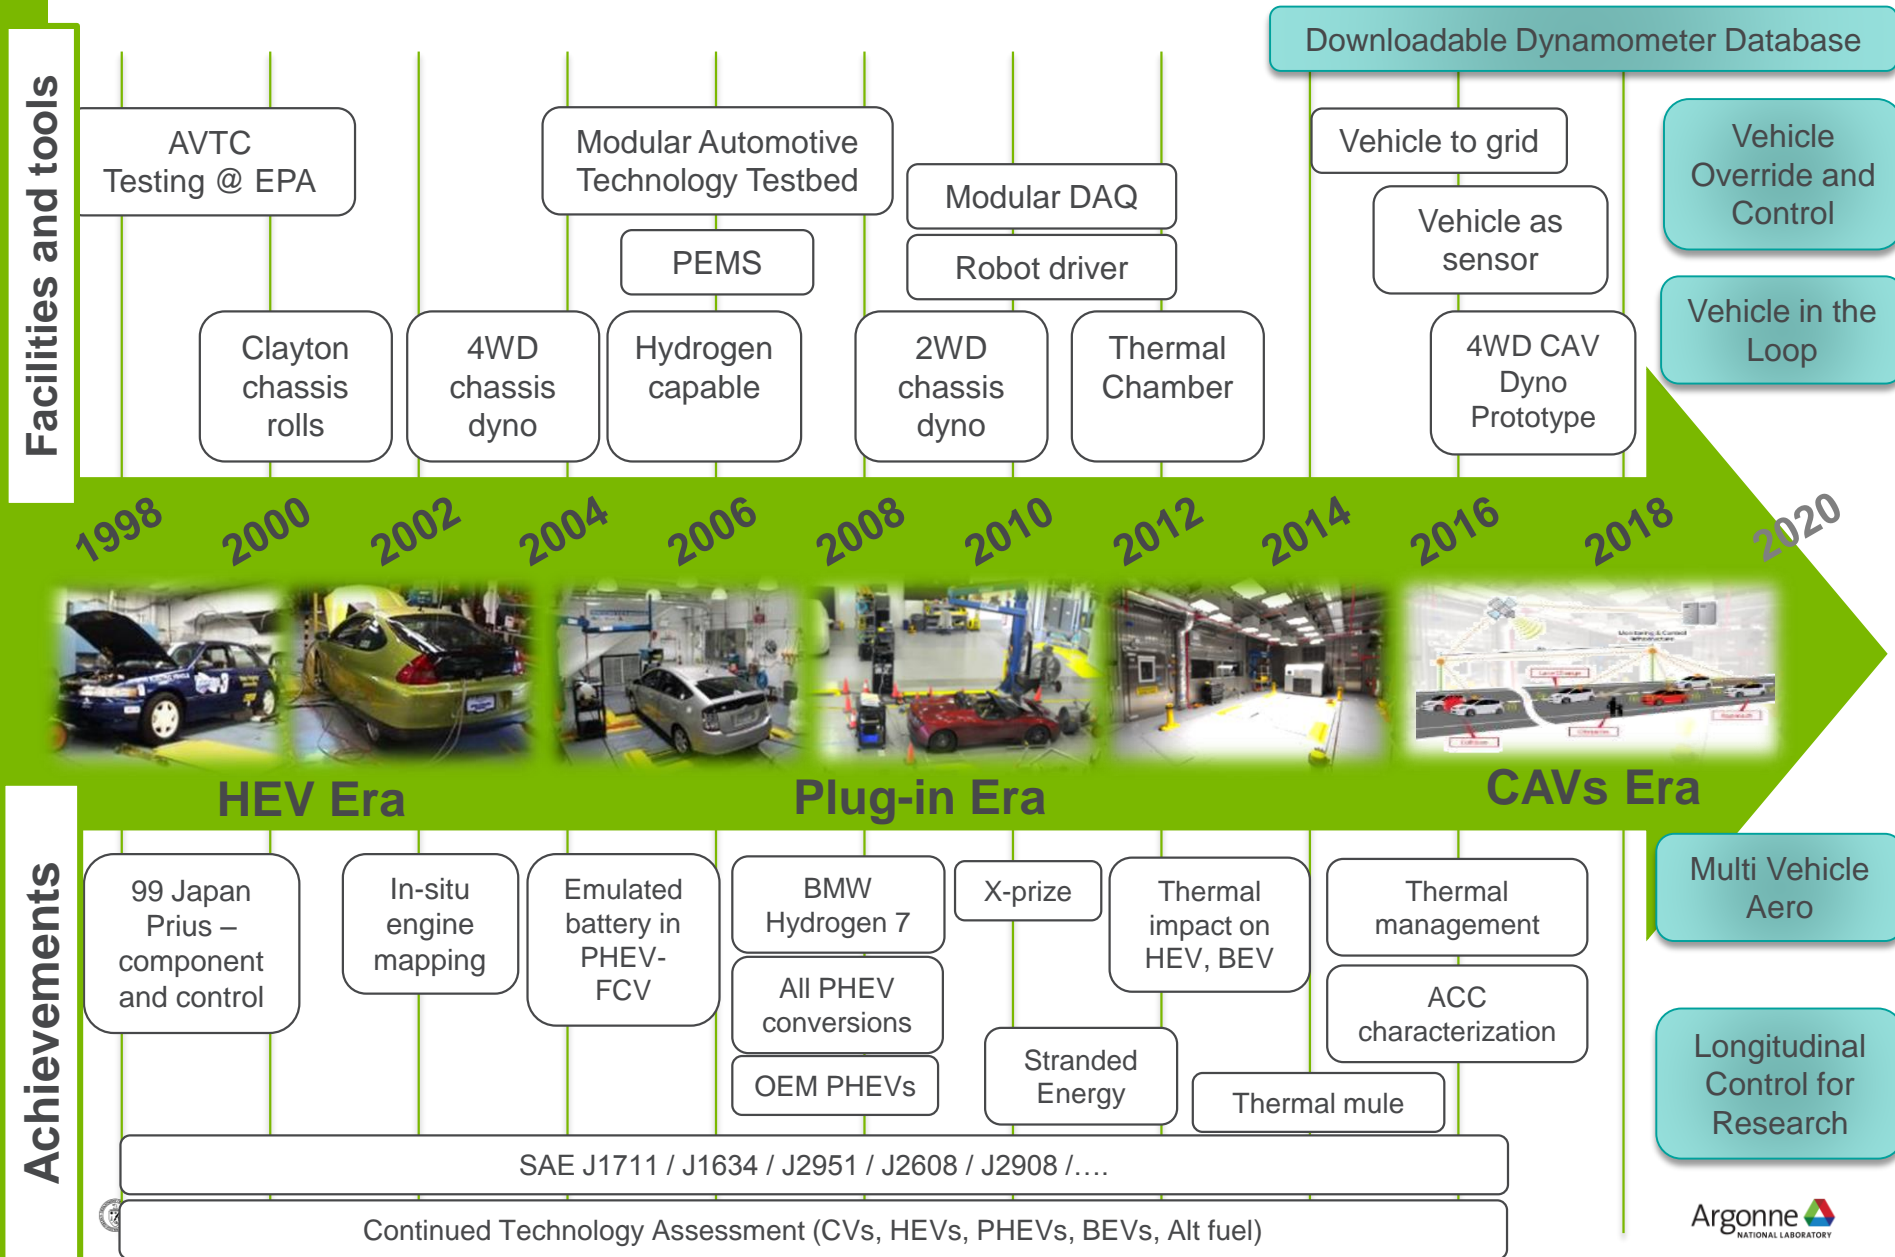 Downloadable Dynamometer Database
Facilities and tools
AVTC
Testing @ EPA
Modular Automotive
Technology Testbed
Modular DAQ
Vehicle to grid
Vehicle
Override and
Control
PEMS
Robot driver
Vehicle as
sensor
Clayton
chassis
rolls
4WD
chassis
dyno
Hydrogen
capable
2WD
chassis
dyno
Thermal
Chamber
4WD CAV
Dyno
Prototype
Vehicle in the
Loop
1998
2000
2002
2004
2006
2008
2010
2012
2014
2016
2018
2020
Monitoring & Control
Infrastructure
HEV Era
Plug-in Era
CAVs Era
Achievements
99 Japan
Prius –
component
and control
In-situ
engine
mapping
Emulated
battery in
PHEV-
FCV
BMW
Hydrogen 7
All PHEV
conversions
OEM PHEVs
X-prize
Stranded
Energy
Thermal
impact on
HEV, BEV
Thermal mule
Thermal
management
ACC
characterization
Multi Vehicle
Aero
Longitudinal
Control for
Research
SAE J1711 / J1634 / J2951 / J2608 / J2908 /….
Continued Technology Assessment (CVs, HEVs, PHEVs, BEVs, Alt fuel)
Argonne
NATIONAL LABORATORY